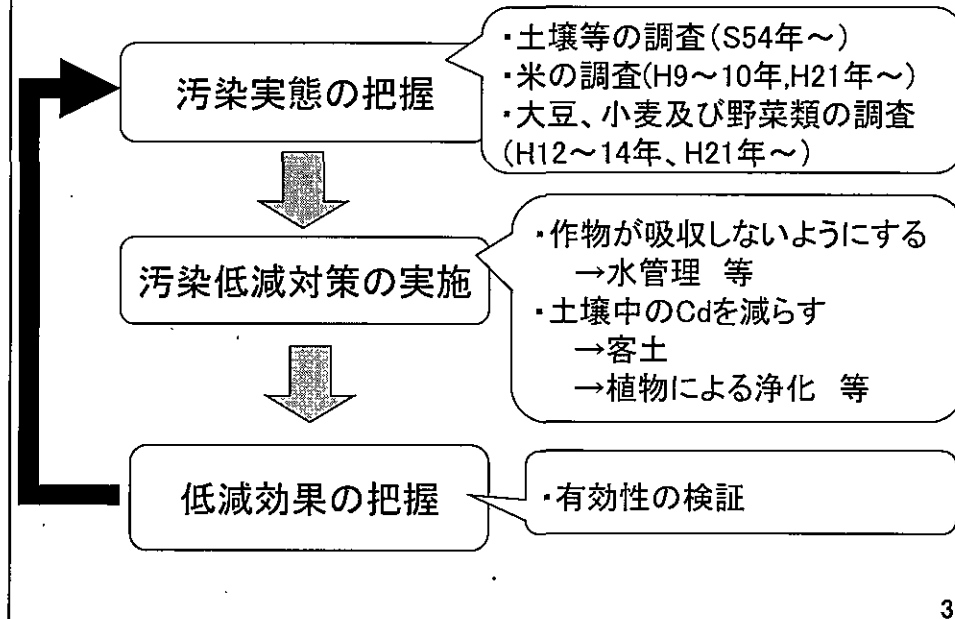 汚染実態の把握
・土壌等の調査(S54年～)
・米の調査(H9～10年,H21年～)
・大豆、小麦及び野菜類の調査
(H12～14年、H21年～)
汚染低減対策の実施
・作物が吸収しないようにする
→水管理 等
・土壌中のCdを減らす
→客土
→植物による浄化 等
低減効果の把握
・有効性の検証
3